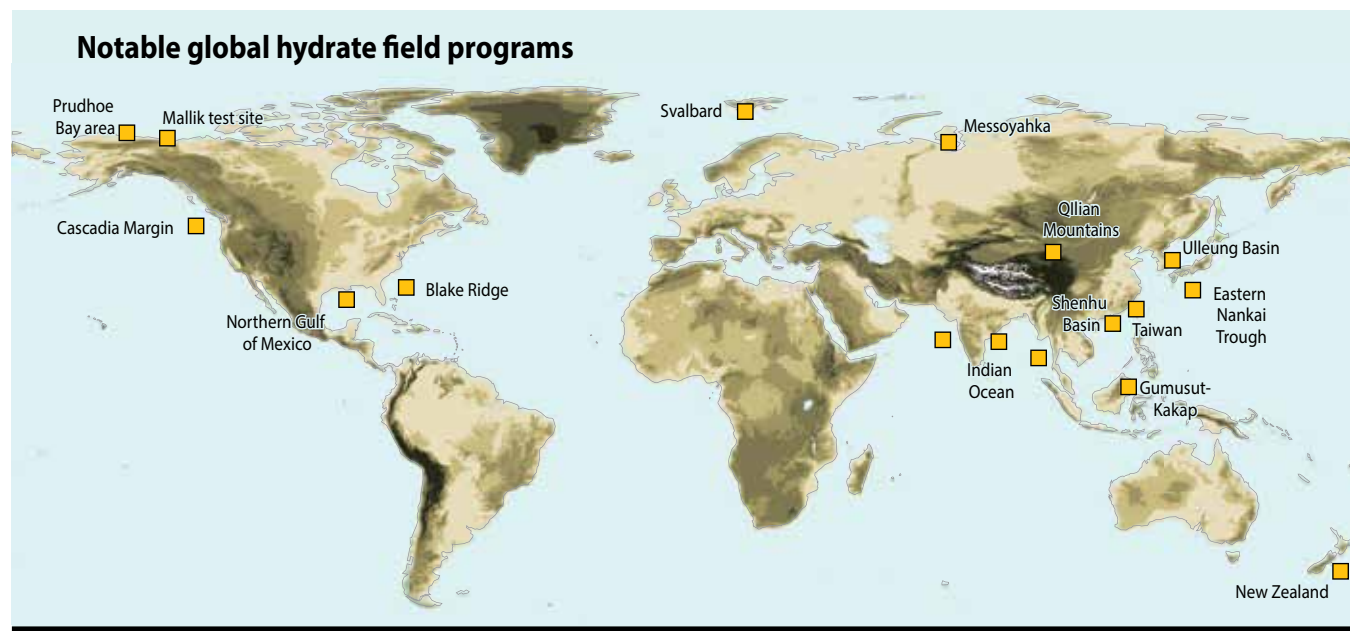 Notable global hydrate field programs
Prudhoe
Bay area
Mallik test site
Svalbard
Messoyahka
Cascadia Margin
QIlian
Mountains
Ulleung Basin
Blake Ridge
Northern Gulf
of Mexico
Eastern
Nankai
Trough
Shenhu
Basin
Taiwan
Indian
Ocean
Gumusut-
Kakap
New Zealand